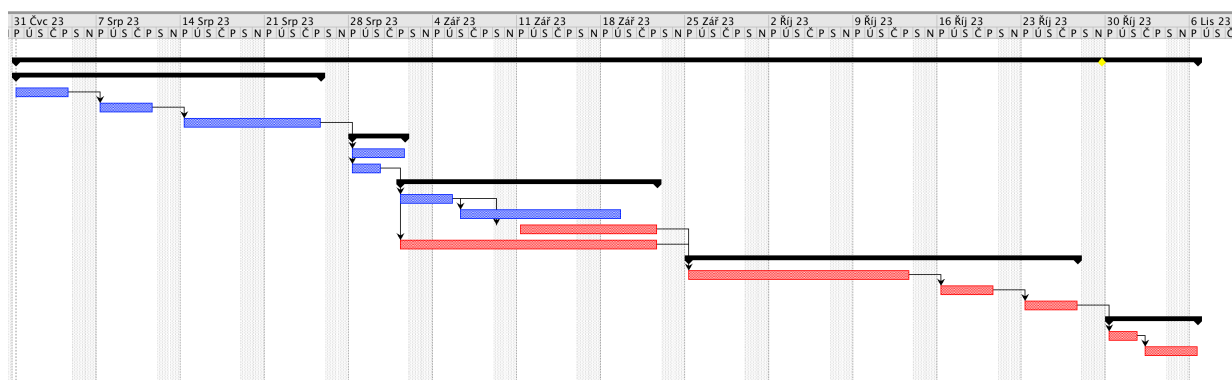 31 Čvc 23 7 Srp 23 14 Srp 23 21 Srp 23 28 Srp 23 4 Zář 23 11 Zář 23 18 Zář 23 25 Zář 23 2 Říj 23 9 Říj 23 16 Říj 23 23 Říj 23 30 Říj 23 6 Lis 23
P Ú S Č P S N P Ú S Č P S N P Ú S Č P S N P Ú S Č P S N P Ú S Č P S N P Ú S Č P S N P Ú S Č P S N P Ú S Č P S N P Ú S Č P S N P Ú S Č P S N P Ú S Č P S N P Ú S Č P S N P Ú S Č P S N P Ú S Č P S N P Ú S Č